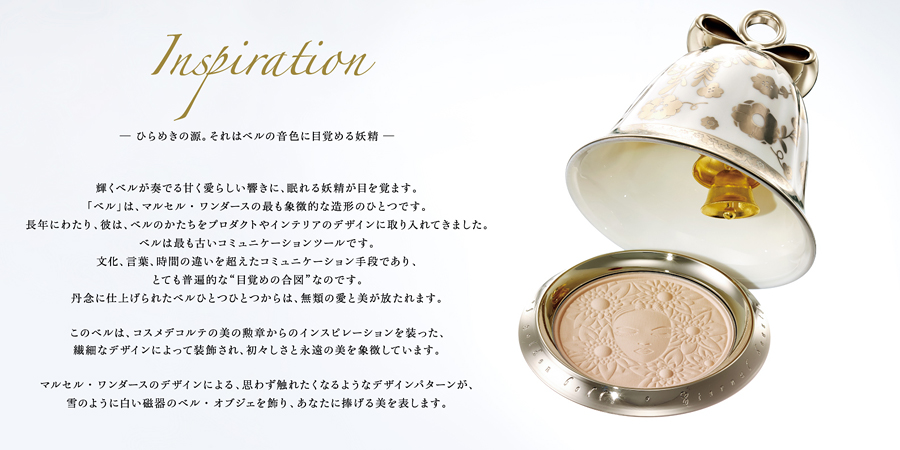 Inspiration
— ひらめきの源。それはベルの音色に目覚める妖精 —
輝くベルが奏でる甘く愛らしい響きに、眠れる妖精が目を覚ます。
「ベル」は、マルセル・ワンダースの最も象徴的な造形のひとつです。
長年にわたり、彼は、ベルのかたちをプロダクトやインテリアのデザインに取り入れてきました。
ベルは最も古いコミュニケーションツールです。
文化、言葉、時間の違いを超えたコミュニケーション手段であり、
とても普遍的な“目覚めの合図”なのです。
丹念に仕上げられたベルひとつひとつからは、無類の愛と美が放たれます。
このベルは、コスメデコルテの美の勲章からのインスピレーションを装った、
繊細なデザインによって装飾され、初々しさと永遠の美を象徴しています。
マルセル・ワンダースのデザインによる、思わず触れたくなるようなデザインパターンが、
雪のように白い磁器のベル・オブジェを飾り、あなたに捧げる美を表します。